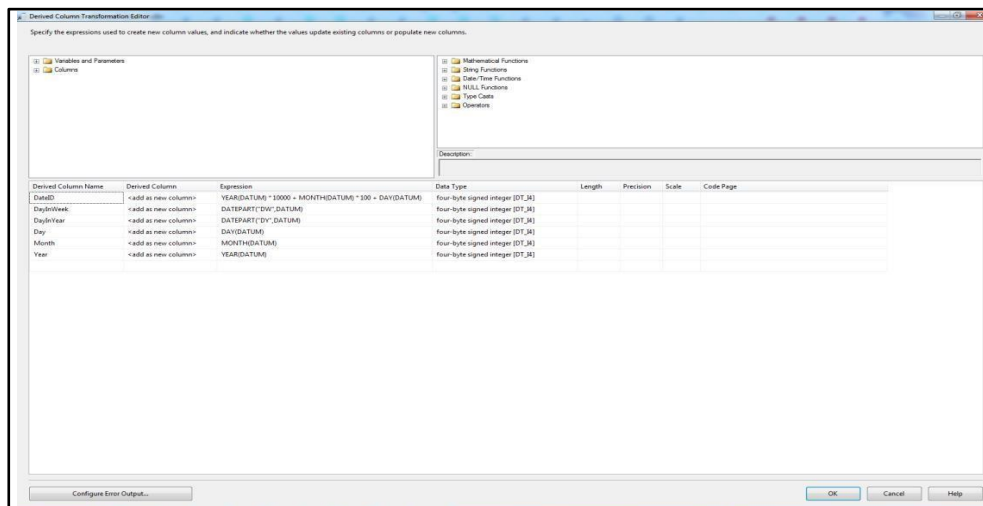 Derived Column Transformation Editor
Specify the expressions used to create new column values, and indicate whether the values update existing columns or populate new columns.
Variables and Parameters
Columns
Mathematical Functions
String Functions
Date/Time Functions
NULL Functions
Type Casts
Operators
Description:
Derived Column Name Derived Column Expression Data Type Length Precision Scale Code Page
DateID <add as new column> YEAR(DATUM) *10000 + MONTH(DATUM) *100 + DAY(DATUM) four-byte signed integer [DT_I4]
DayInWeek <add as new column> DATEPART("DW",DATUM) four-byte signed integer [DT_I4]
DayInYear <add as new column> DATEPART("DY",DATUM) four-byte signed integer [DT_I4]
Day <add as new column> DAY(DATUM) four-byte signed integer [DT_I4]
Month <add as new column> MONTH(DATUM) four-byte signed integer [DT_I4]
Year <add as new column> YEAR(DATUM) four-byte signed integer [DT_I4]
Configure Error Output... OK Cancel Help